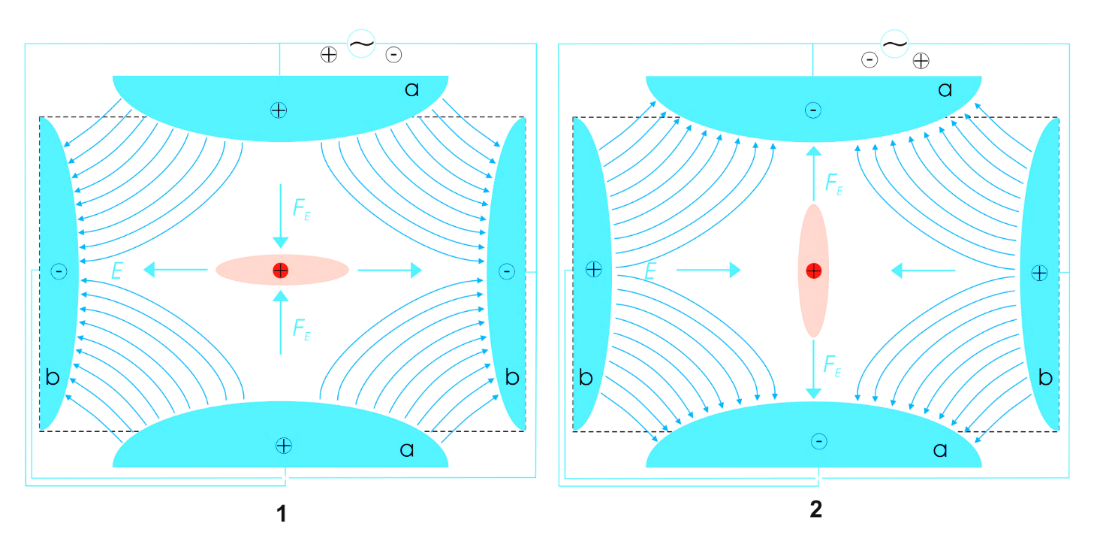 ~ ~
+ - - +
a a
+ -
F_E F_E
- E + - + E + +
F_E F_E
b b b b
+ a - a
1 2